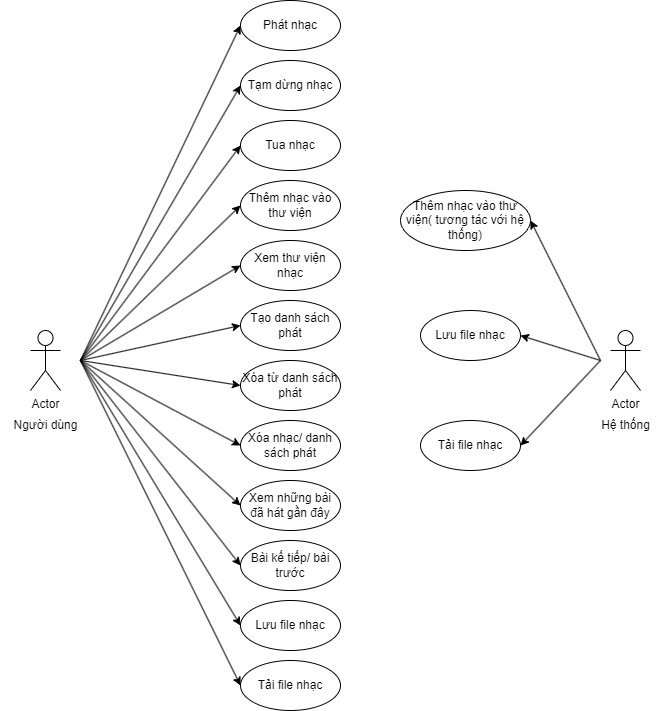 Phát nhạc
Tạm dừng nhạc
Tua nhạc
Thêm nhạc vào
thư viện
Xem thư viện
nhạc
Tạo danh sách
phát
Xóa từ danh sách
phát
Xóa nhạc/ danh
sách phát
Xem những bài
đã hát gần đây
Bài kế tiếp/ bài
trước
Lưu file nhạc
Tải file nhạc
Actor
Người dùng
Thêm nhạc vào thư
viện( tương tác với hệ
thống)
Lưu file nhạc
Tải file nhạc
Actor
Hệ thống